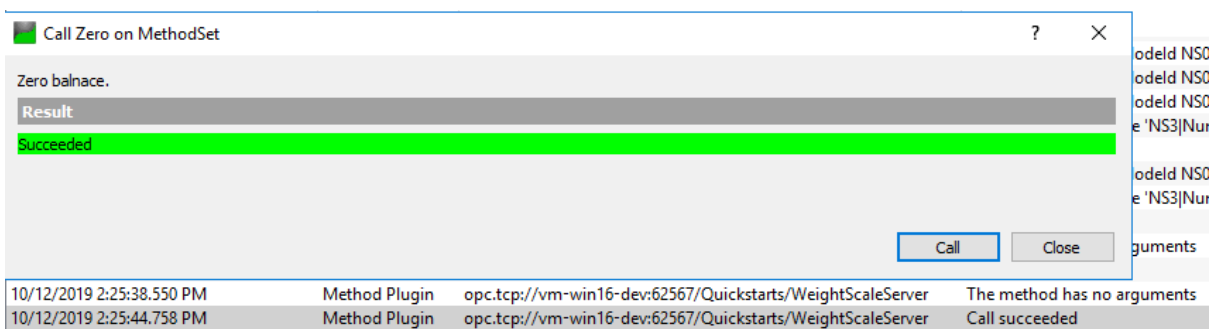 Call Zero on MethodSet ? ×
odeId NS0
Zero balnace. odeId NS0
Result odeId NS0
e 'NS3|Nur
Succeeded
odeId NS0
e 'NS3|Nur
Call Close guments
10/12/2019 2:25:38.550 PM Method Plugin opc.tcp://vm-win16-dev:62567/Quickstarts/WeightScaleServer The method has no arguments
10/12/2019 2:25:44.758 PM Method Plugin opc.tcp://vm-win16-dev:62567/Quickstarts/WeightScaleServer Call succeeded